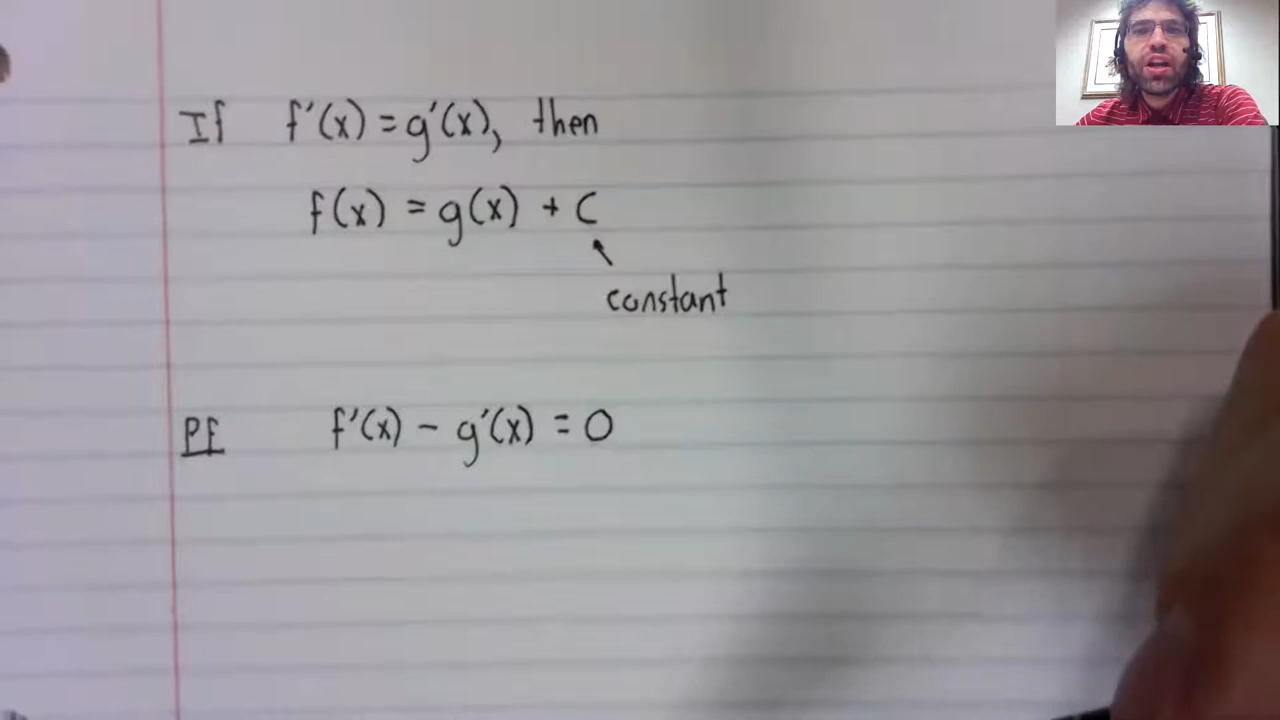 If f'(x) = g'(x), then
f(x) = g(x) + C
constant
Pf f'(x) - g'(x) = 0